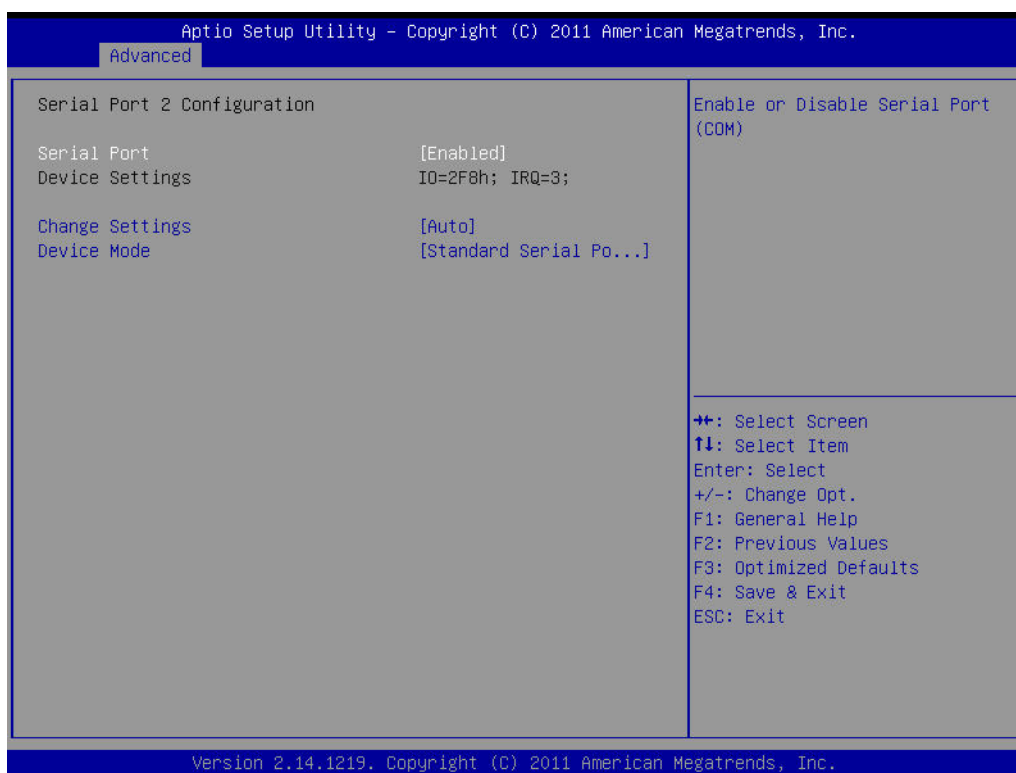 Aptio Setup Utility – Copyright (C) 2011 American Megatrends, Inc.
Advanced
Serial Port 2 Configuration
Serial Port [Enabled]
Device Settings IO=2F8h; IRQ=3;
Change Settings [Auto]
Device Mode [Standard Serial Po...]
Enable or Disable Serial Port
(COM)
→←: Select Screen
↑↓: Select Item
Enter: Select
+/-: Change Opt.
F1: General Help
F2: Previous Values
F3: Optimized Defaults
F4: Save & Exit
ESC: Exit
Version 2.14.1219. Copyright (C) 2011 American Megatrends, Inc.